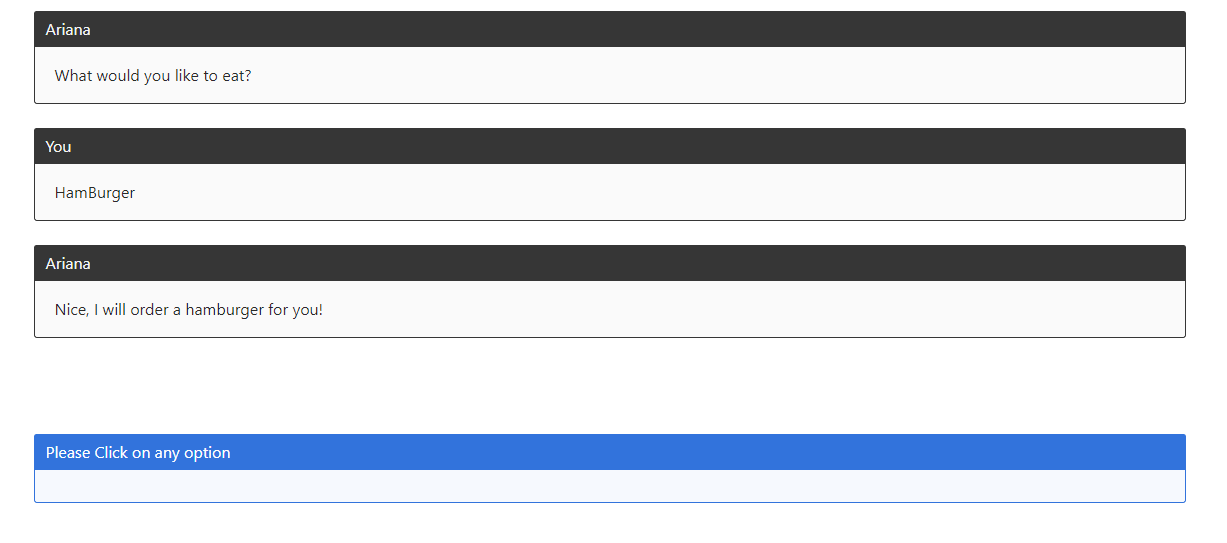 Ariana
What would you like to eat?
You
HamBurger
Ariana
Nice, I will order a hamburger for you!
Please Click on any option